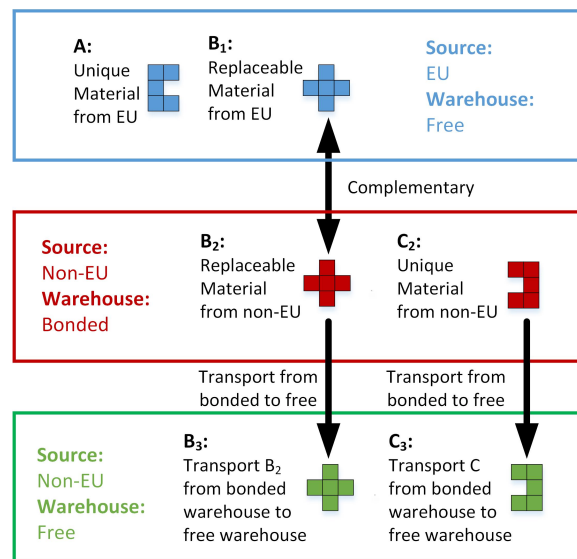 A:
Unique
Material
from EU
B1:
Replaceable
Material
from EU
Source:
EU
Warehouse:
Free
Complementary
Source:
Non-EU
Warehouse:
Bonded
B2:
Replaceable
Material
from non-EU
C2:
Unique
Material
from non-EU
Transport from
bonded to free
Transport from
bonded to free
Source:
Non-EU
Warehouse:
Free
B3:
Transport B2
from bonded
warehouse to
free warehouse
C3:
Transport C
from bonded
warehouse to
free warehouse